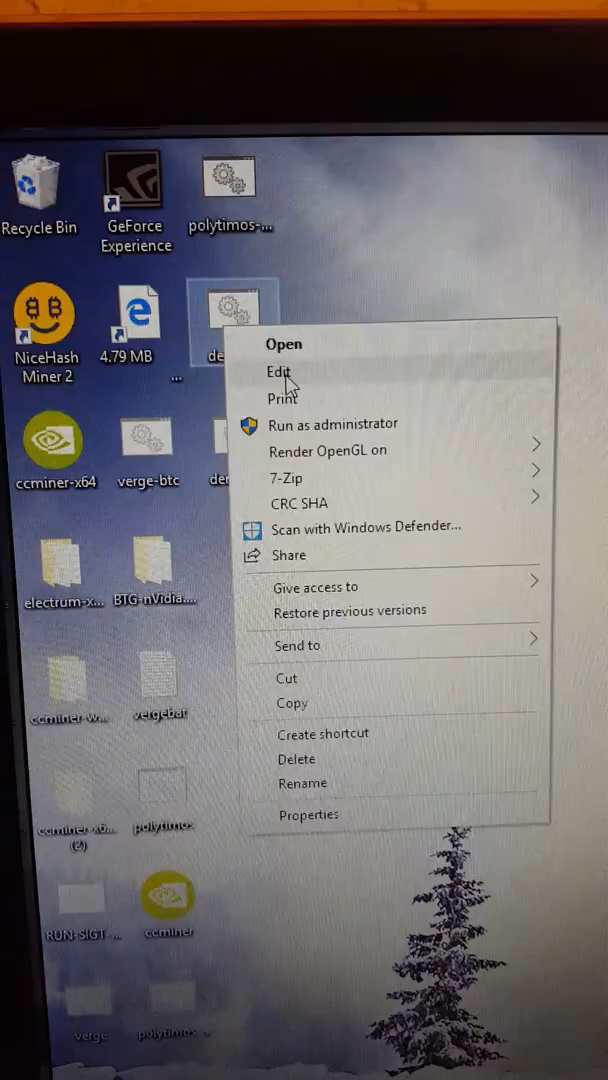 Recycle Bin
GeForce
Experience
polytimos-...
NiceHash
Miner 2
4.79 MB
...
de
ccminer-x64
verge-btc
der
electrum-x...
BTG-nVidia....
ccminer-w...
vergebat
ccminer-x6...
(2)
polytimos
RUN-SIGT-...
ccminer
verge
polytimos
...
Open
Edit
Print
Run as administrator
Render OpenGL on
7-Zip
CRC SHA
Scan with Windows Defender...
Share
Give access to
Restore previous versions
Send to
Cut
Copy
Create shortcut
Delete
Rename
Properties